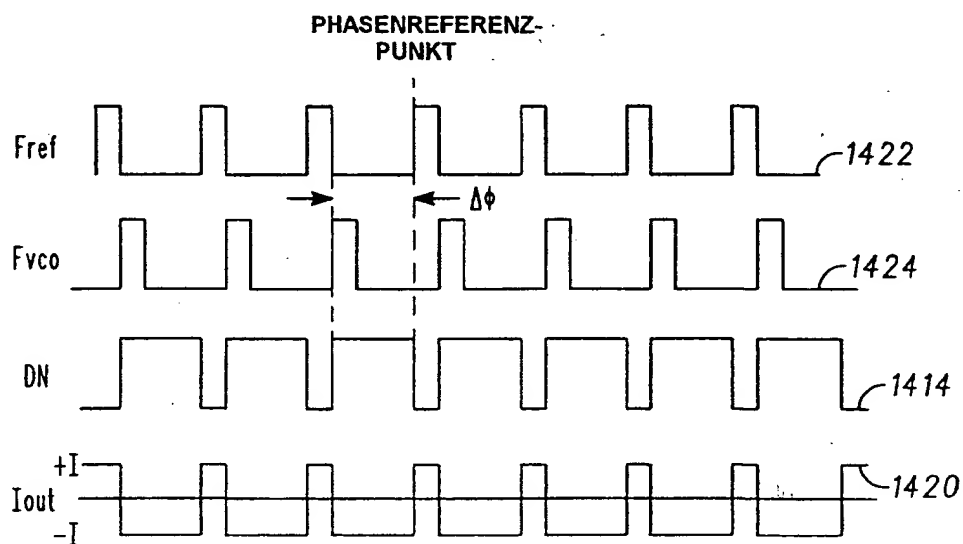 PHASENREFERENZ-
PUNKT
Fref
1422
Δϕ
Fvco
1424
DN
1414
+I
Iout
1420
-I